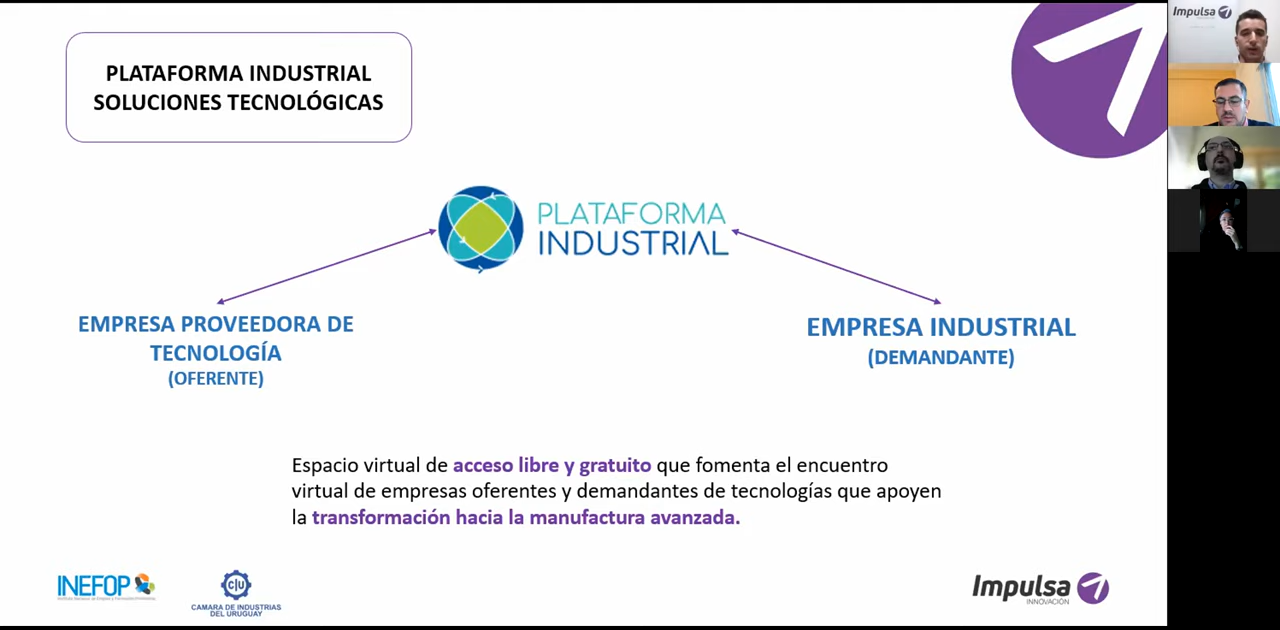 PLATAFORMA INDUSTRIAL
SOLUCIONES TECNOLÓGICAS
Impulsa
PLATAFORMA
INDUSTRIAL
EMPRESA PROVEEDORA DE
TECNOLOGÍA
(OFERENTE)
EMPRESA INDUSTRIAL
(DEMANDANTE)
Espacio virtual de acceso libre y gratuito que fomenta el encuentro
virtual de empresas oferentes y demandantes de tecnologías que apoyen
la transformación hacia la manufactura avanzada.
INEFOP
CIU
CAMARA DE INDUSTRIAS
DEL URUGUAY
Impulsa
INNOVACIÓN